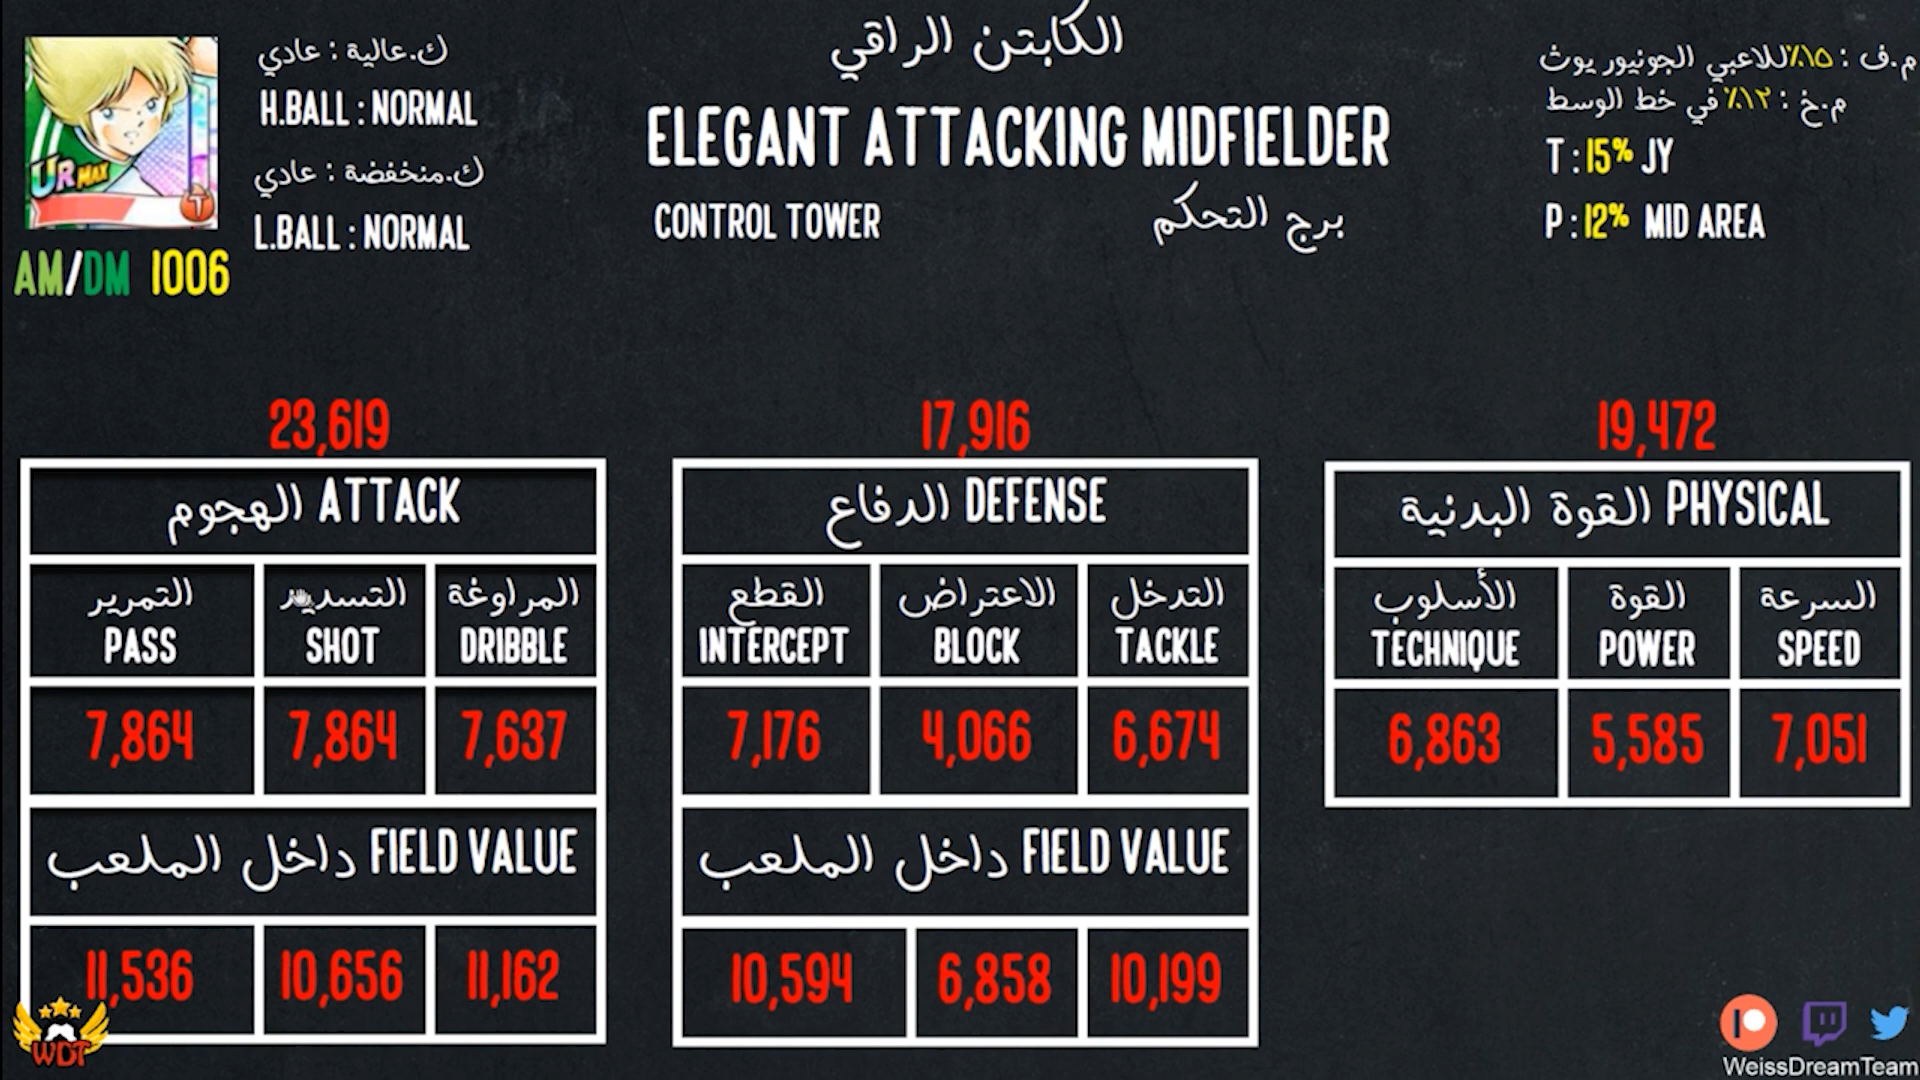 الكابتن الراقي
ك.عالية : عادي
H.BALL : NORMAL
ك.منخفضة : عادي
L.BALL : NORMAL
UR MAX
T
AM/DM 1006
ELEGANT ATTACKING MIDFIELDER
CONTROL TOWER
برج التحكم
م.ف : ١٥٪للاعبي الجونيور يوث
م.خ : ١٢٪ في خط الوسط
T : 15% JY
P : 12% MID AREA
23,619
الهجوم ATTACK
التمرير التسديد المراوغة
PASS SHOT DRIBBLE
7,864 7,864 7,637
داخل الملعب FIELD VALUE
11,536 10,656 11,162
17,916
الدفاع DEFENSE
القطع الاعتراض التدخل
INTERCEPT BLOCK TACKLE
7,176 4,066 6,674
داخل الملعب FIELD VALUE
10,594 6,858 10,199
19,472
القوة البدنية PHYSICAL
الأسلوب القوة السرعة
TECHNIQUE POWER SPEED
6,863 5,585 7,051
WDT
WeissDreamTeam